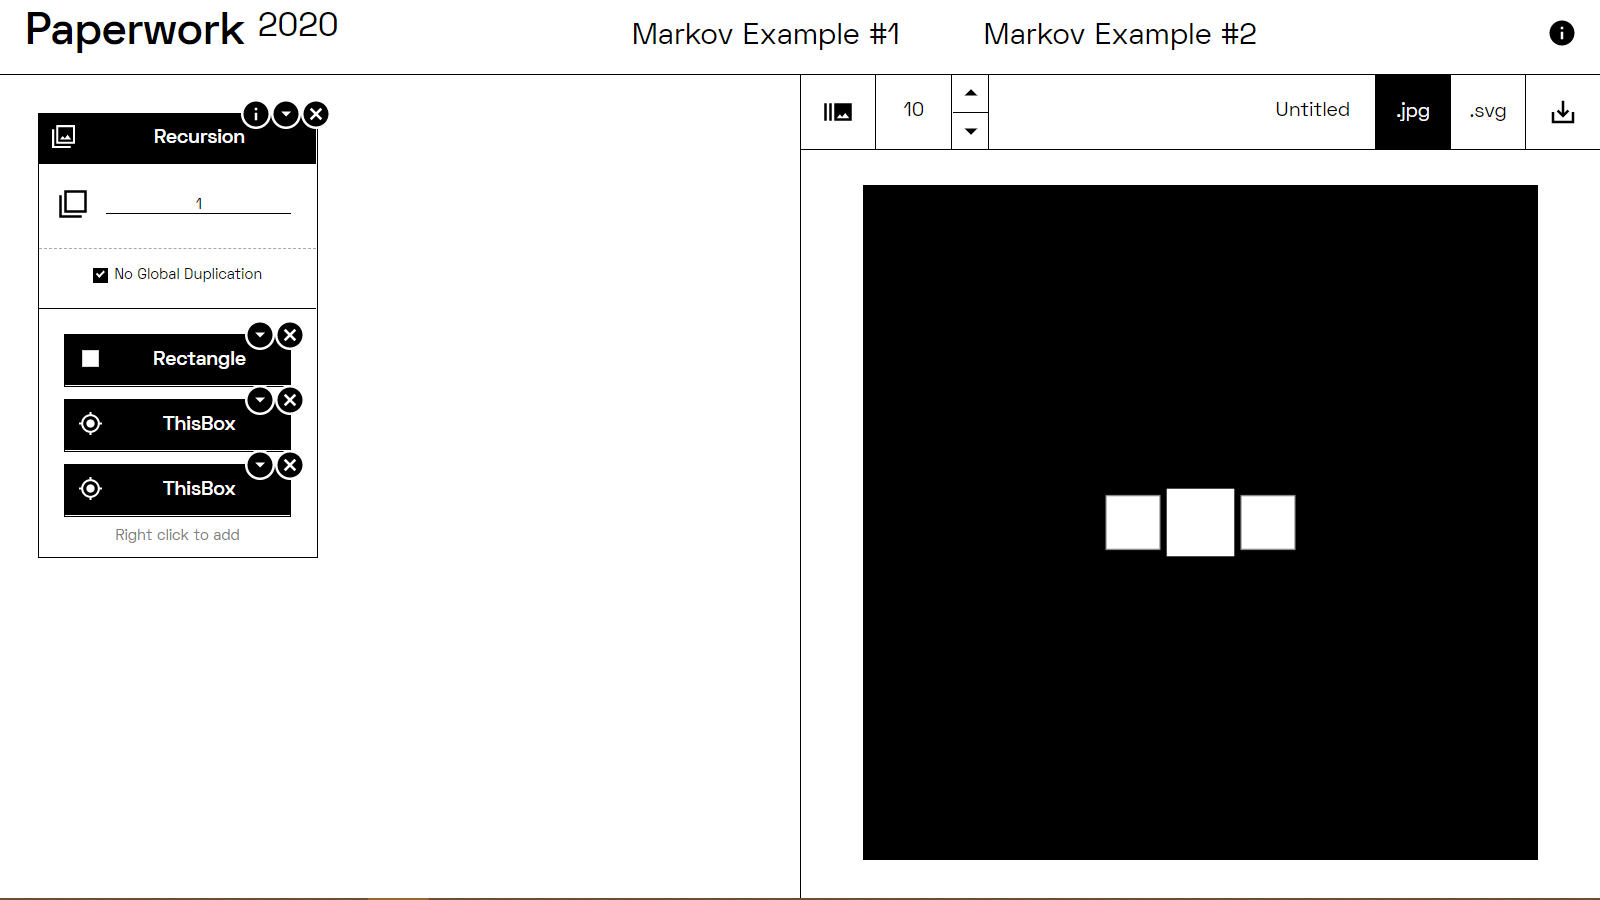 Paperwork 2020
Markov Example #1
Markov Example #2
Recursion
1
No Global Duplication
Rectangle
ThisBox
ThisBox
Right click to add
10
Untitled
.jpg
.svg